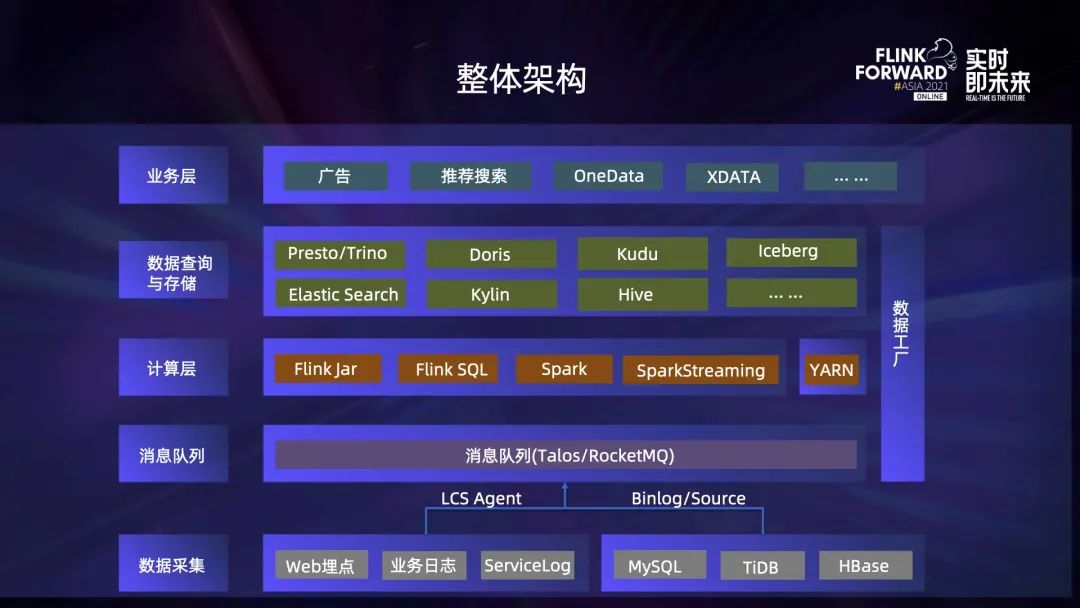 整体架构
FLINK
FORWARD
#ASIA 2021
ONLINE
实时
即未来
REAL-TIME IS THE FUTURE
业务层
广告
推荐搜索
OneData
XDATA
... ...
数据查询
与存储
Presto/Trino
Doris
Kudu
Iceberg
Elastic Search
Kylin
Hive
... ...
数据工厂
计算层
Flink Jar
Flink SQL
Spark
SparkStreaming
YARN
消息队列
消息队列(Talos/RocketMQ)
LCS Agent
Binlog/Source
数据采集
Web埋点
业务日志
ServiceLog
MySQL
TiDB
HBase